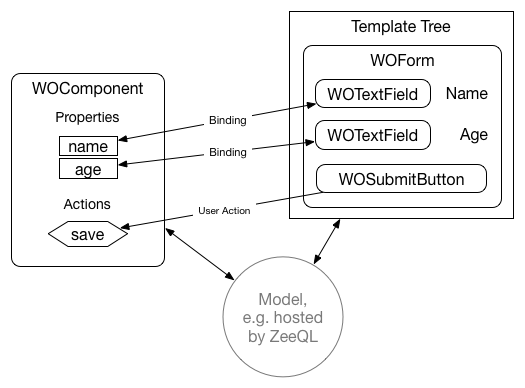 Template Tree
WOForm
WOComponent
Properties
name
age
Actions
save
Binding
Binding
User Action
WOTextField Name
WOTextField Age
WOSubmitButton
Model,
e.g. hosted
by ZeeQL